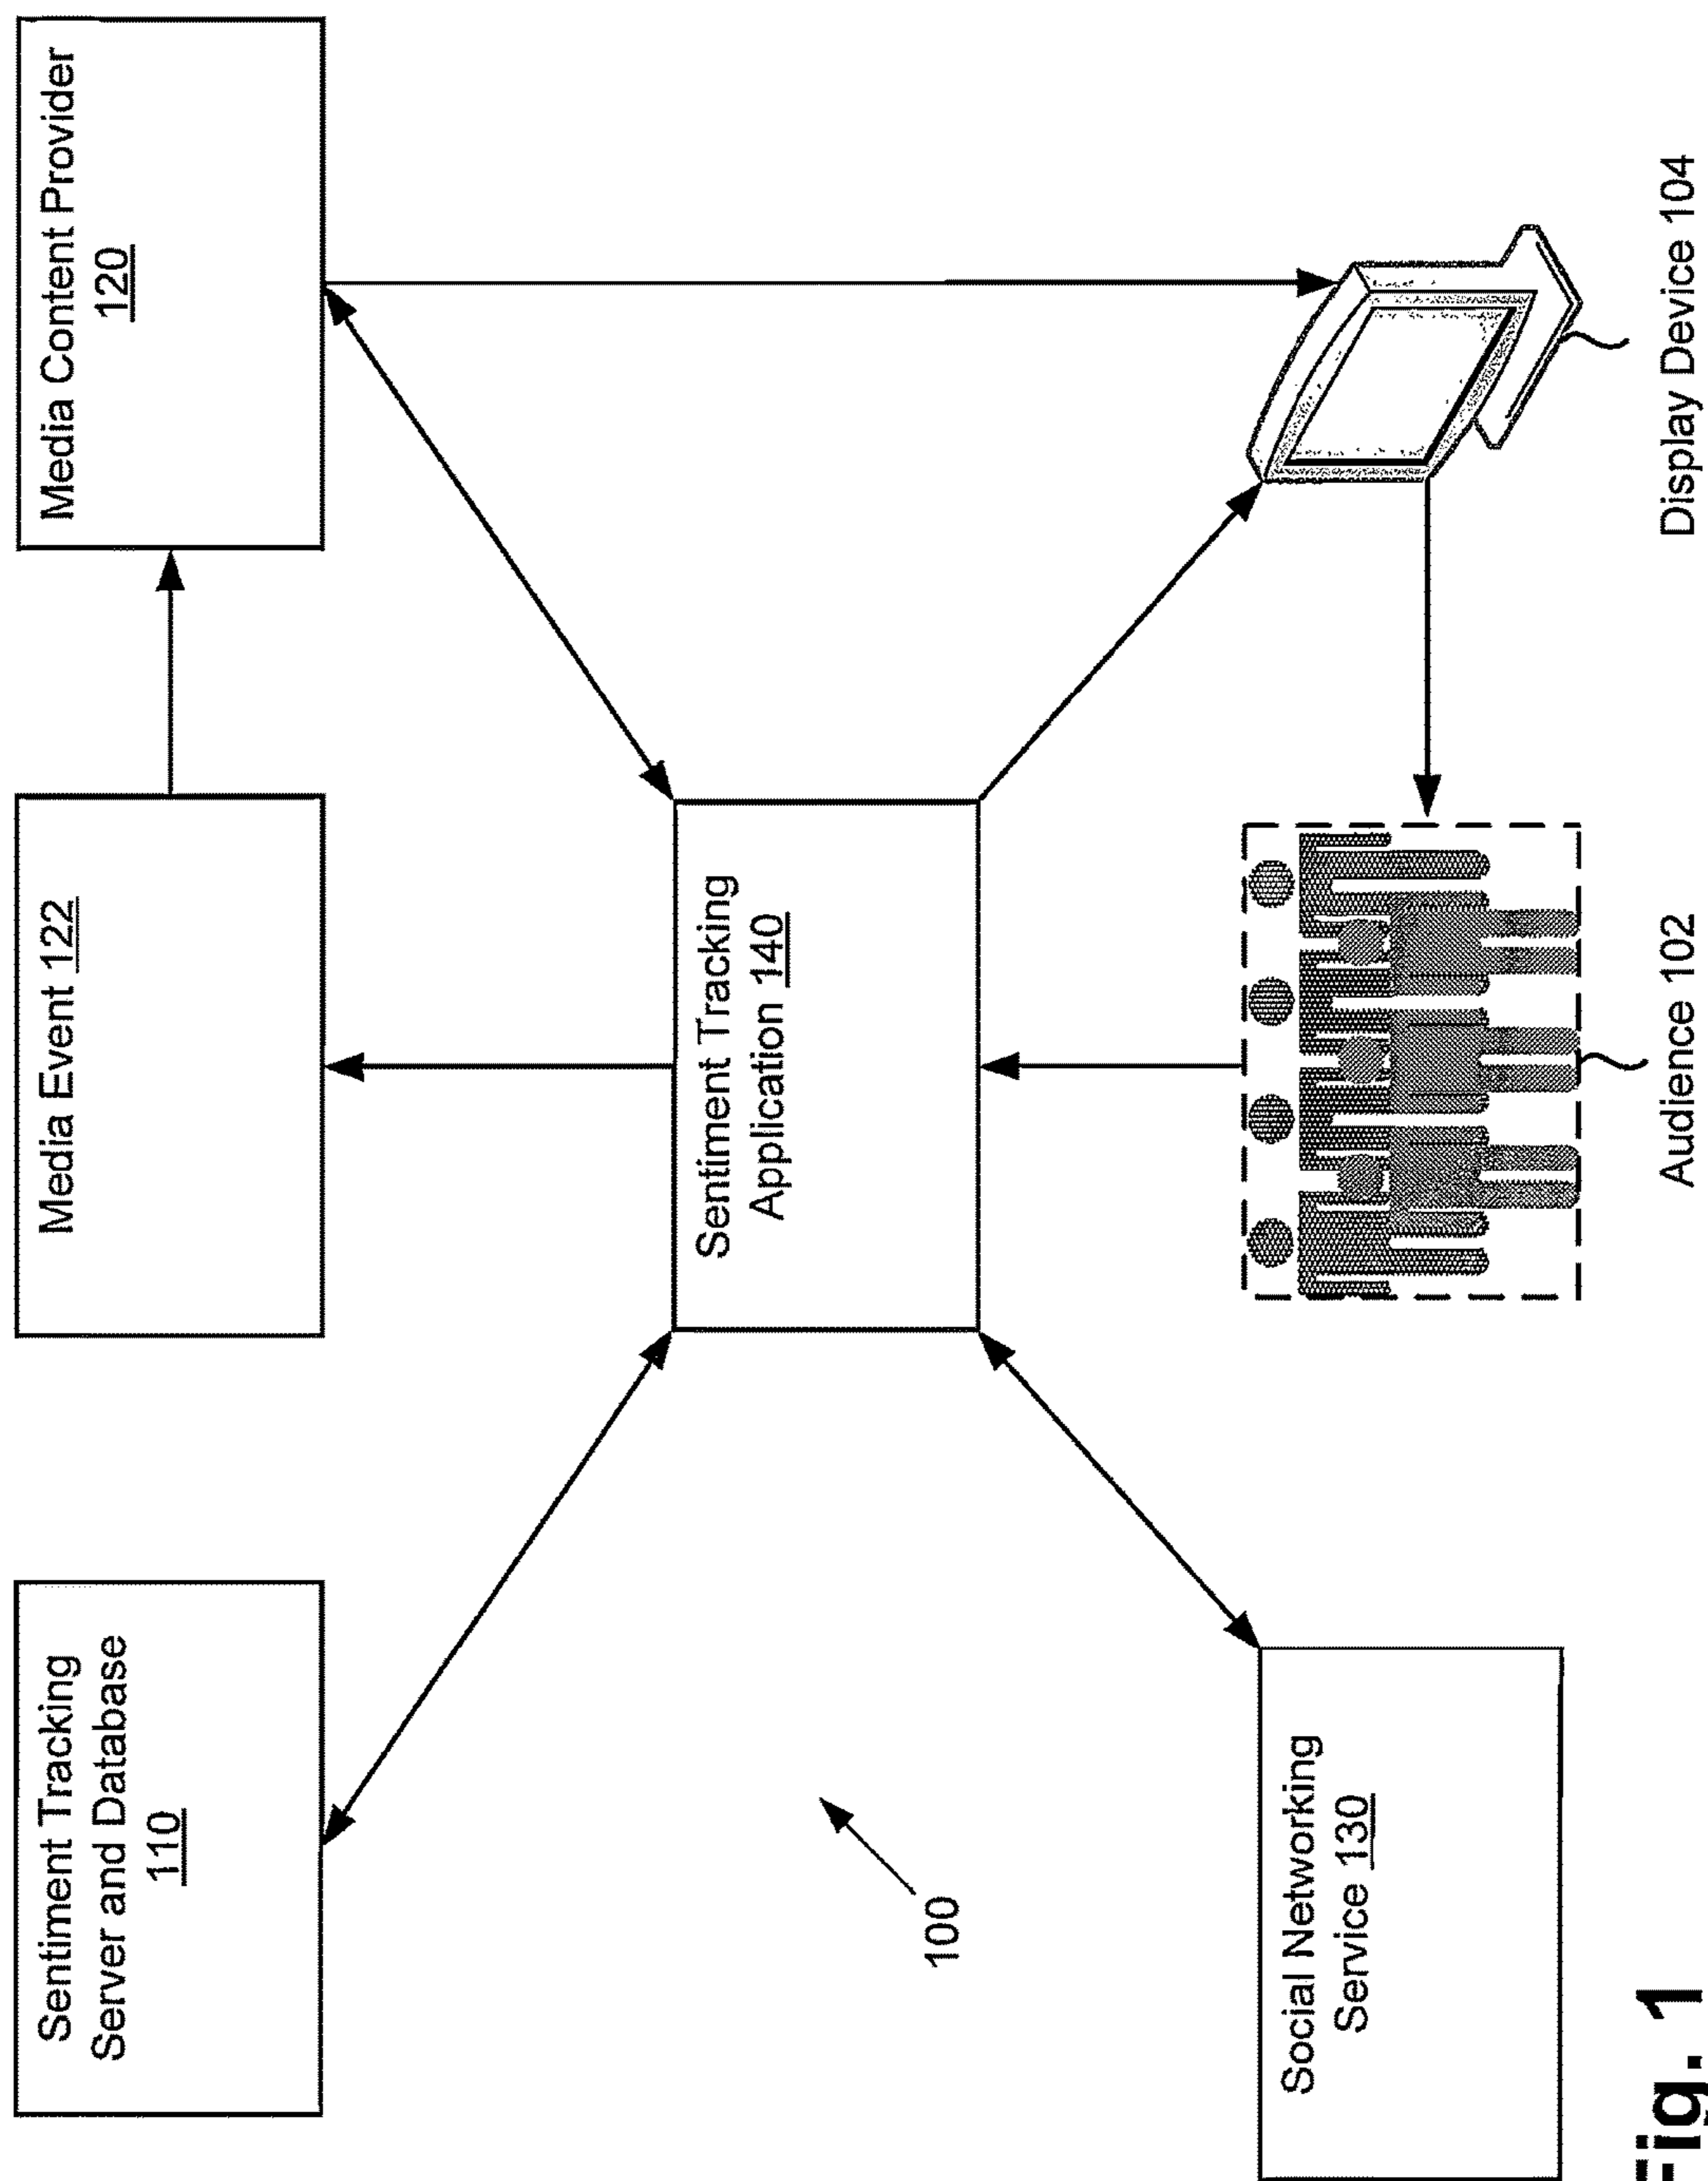 Sentiment Tracking
Server and Database
110
Media Event 122
Media Content Provider
120
Sentiment Tracking
Application 140
100
Social Networking
Service 130
Audience 102
Display Device 104
Fig. 1